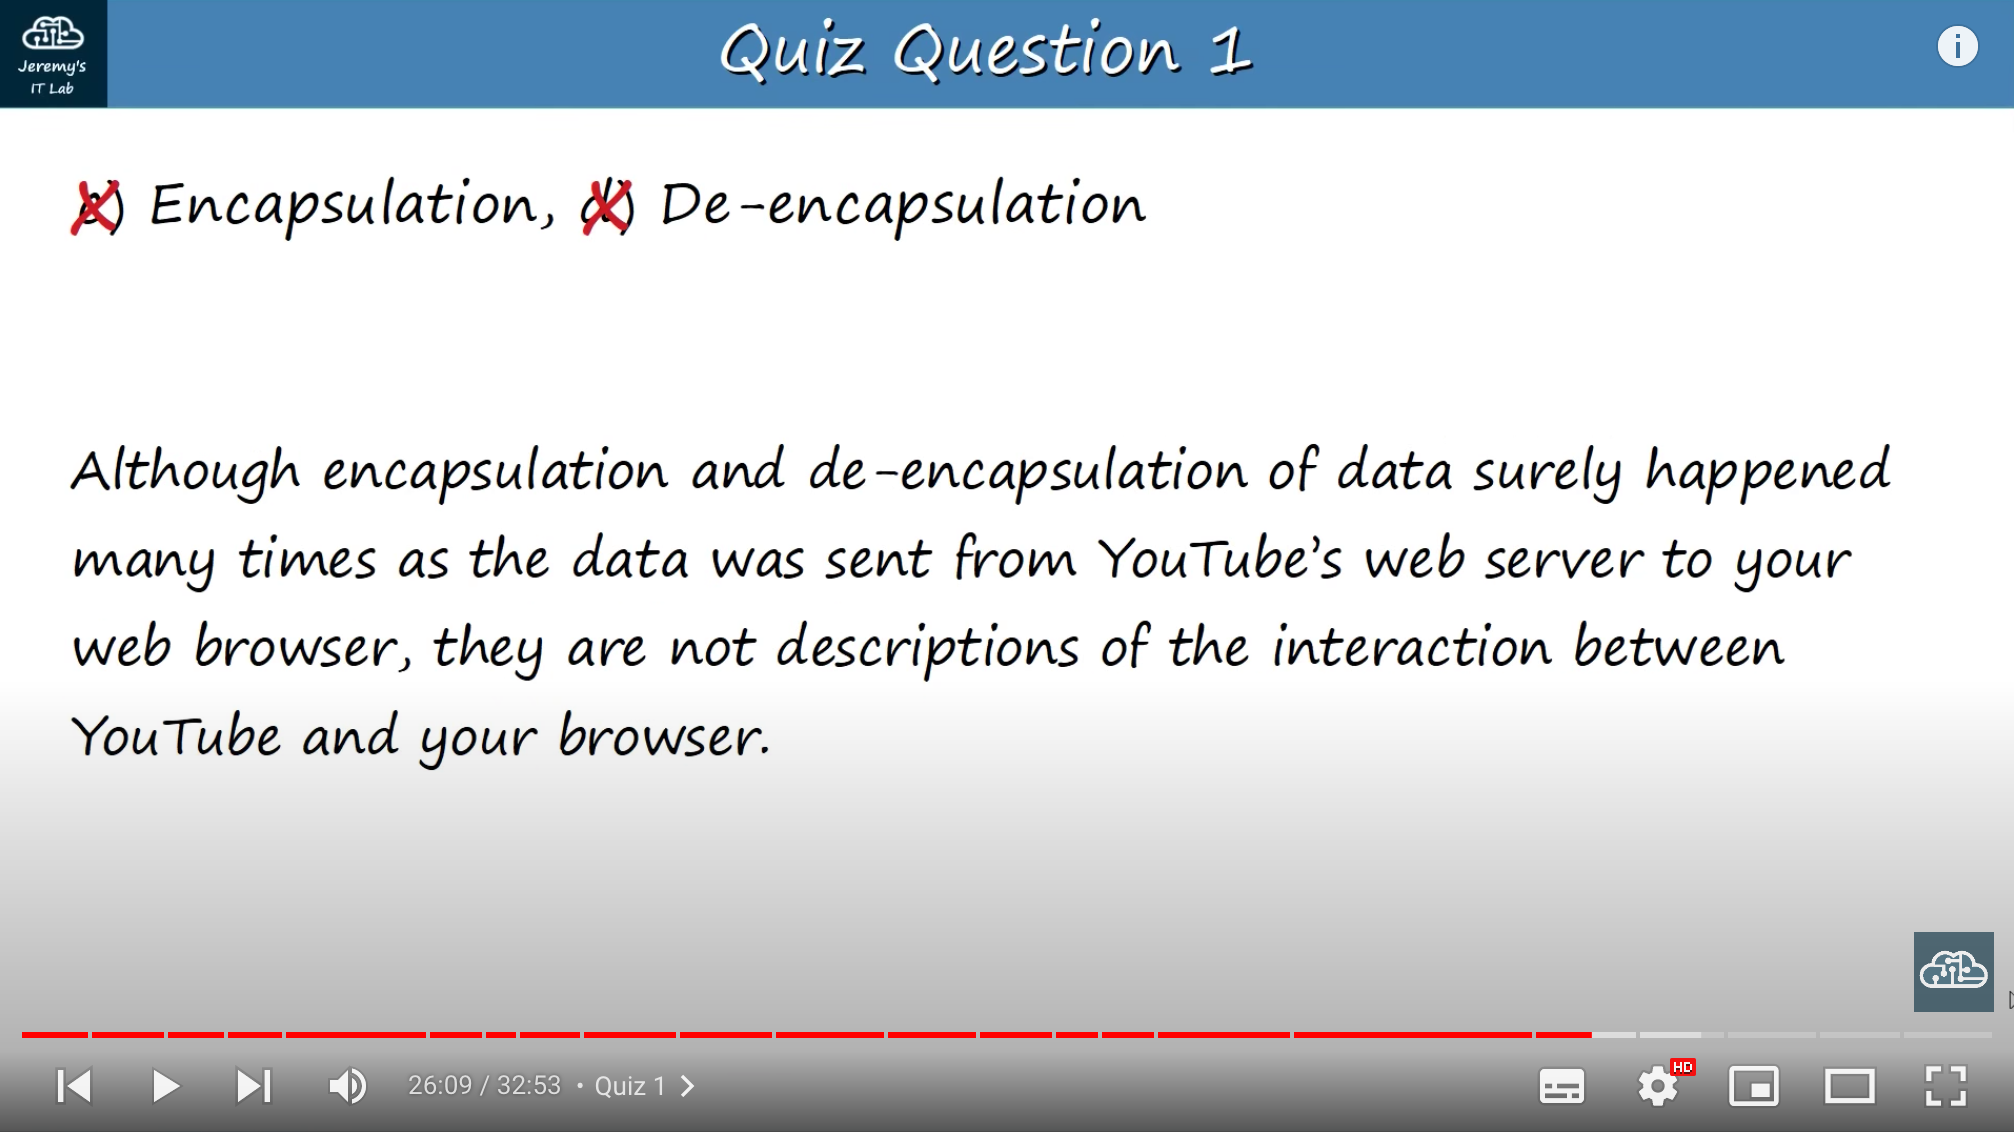 Jeremy's
IT Lab
Quiz Question 1
Encapsulation, d) De-encapsulation
Although encapsulation and de-encapsulation of data surely happened
many times as the data was sent from YouTube's web server to your
web browser, they are not descriptions of the interaction between
YouTube and your browser.
26:09 / 32:53 • Quiz 1
HD